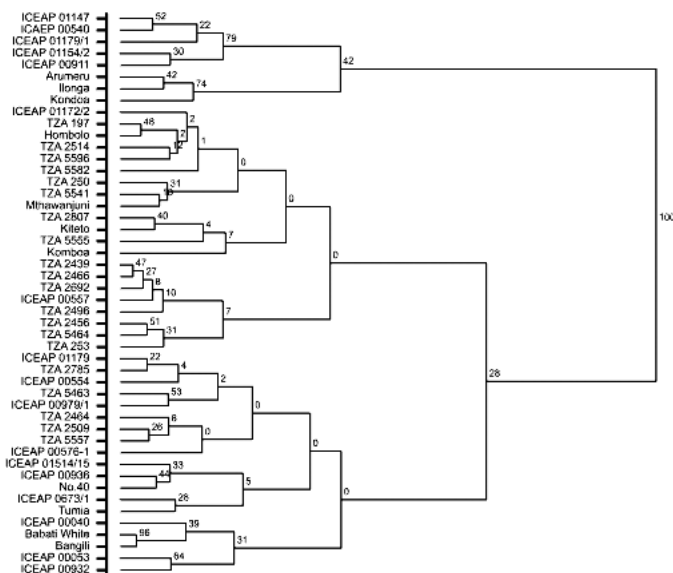 ICEAP 01147
ICAEP 00540
ICEAP 01179/1
ICEAP 01154/2
ICEAP 00911
Arumeru
Ilonga
Kondoa
ICEAP 01172/2
TZA 197
Hombolo
TZA 2514
TZA 5596
TZA 5582
TZA 250
TZA 5541
Mthawanjuni
TZA 2807
Kiteto
TZA 5555
Komboa
TZA 2439
TZA 2466
TZA 2692
ICEAP 00557
TZA 2496
TZA 2456
TZA 5464
TZA 253
ICEAP 01179
TZA 2785
ICEAP 00554
TZA 5463
ICEAP 00979/1
TZA 2464
TZA 2509
TZA 5557
ICEAP 00576-1
ICEAP 01514/15
ICEAP 00936
No.40
ICEAP 0673/1
Tumia
ICEAP 00040
Babati White
Bangili
ICEAP 00053
ICEAP 00932
52
22
79
30
42
42
74
2
48
2
12
1
0
31
0
40
4
7
0
47
27
8
10
7
51
31
100
28
22
4
2
53
0
6
26
0
0
33
44
5
28
0
39
96
31
64